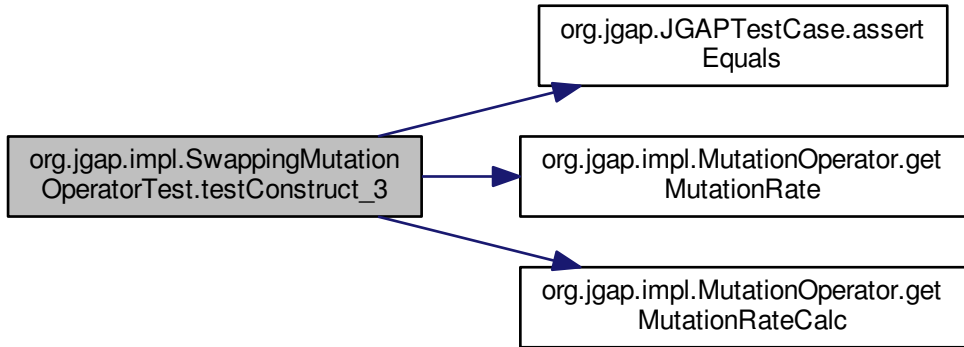 org.jgap.JGAPTestCase.assert
Equals
org.jgap.impl.SwappingMutation
OperatorTest.testConstruct_3
org.jgap.impl.MutationOperator.get
MutationRate
org.jgap.impl.MutationOperator.get
MutationRateCalc